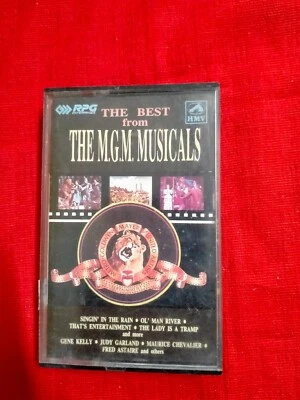 RPG
THE BEST
from
THE M.G.M. MUSICALS
HMV
SINGIN' IN THE RAIN • OL' MAN RIVER •
THAT'S ENTERTAINMENT • THE LADY IS A TRAMP
and more
GENE KELLY • JUDY GARLAND • MAURICE CHEVALIER •
FRED ASTAIRE and others